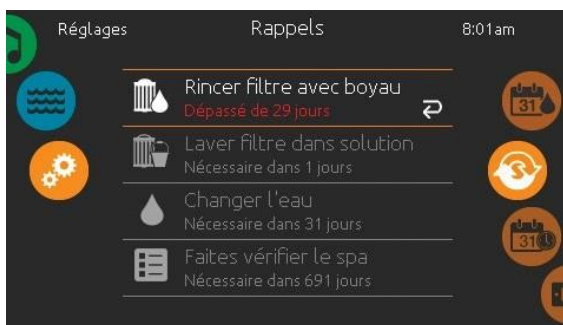 Réglages
Rappels
8:01am
Rincer filtre avec boyau
Dépassé de 29 jours
Laver filtre dans solution
Nécessaire dans 1 jours
Changer l'eau
Nécessaire dans 31 jours
Faites vérifier le spa
Nécessaire dans 691 jours
31
31